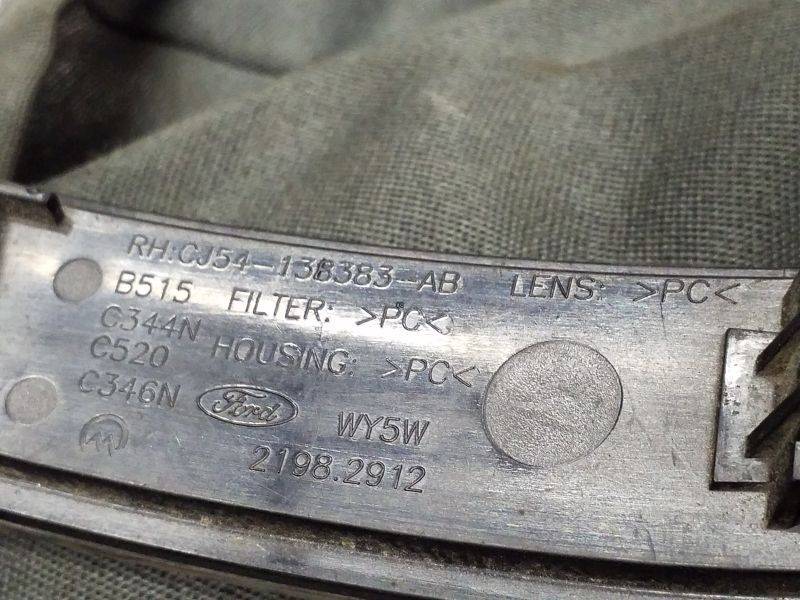 RH:CJ54-13B383-AB LENS: >PC<
B515 FILTER: >PC<
C344N
C520 HOUSING: >PC<
C346N Ford WY5W
2198.2912